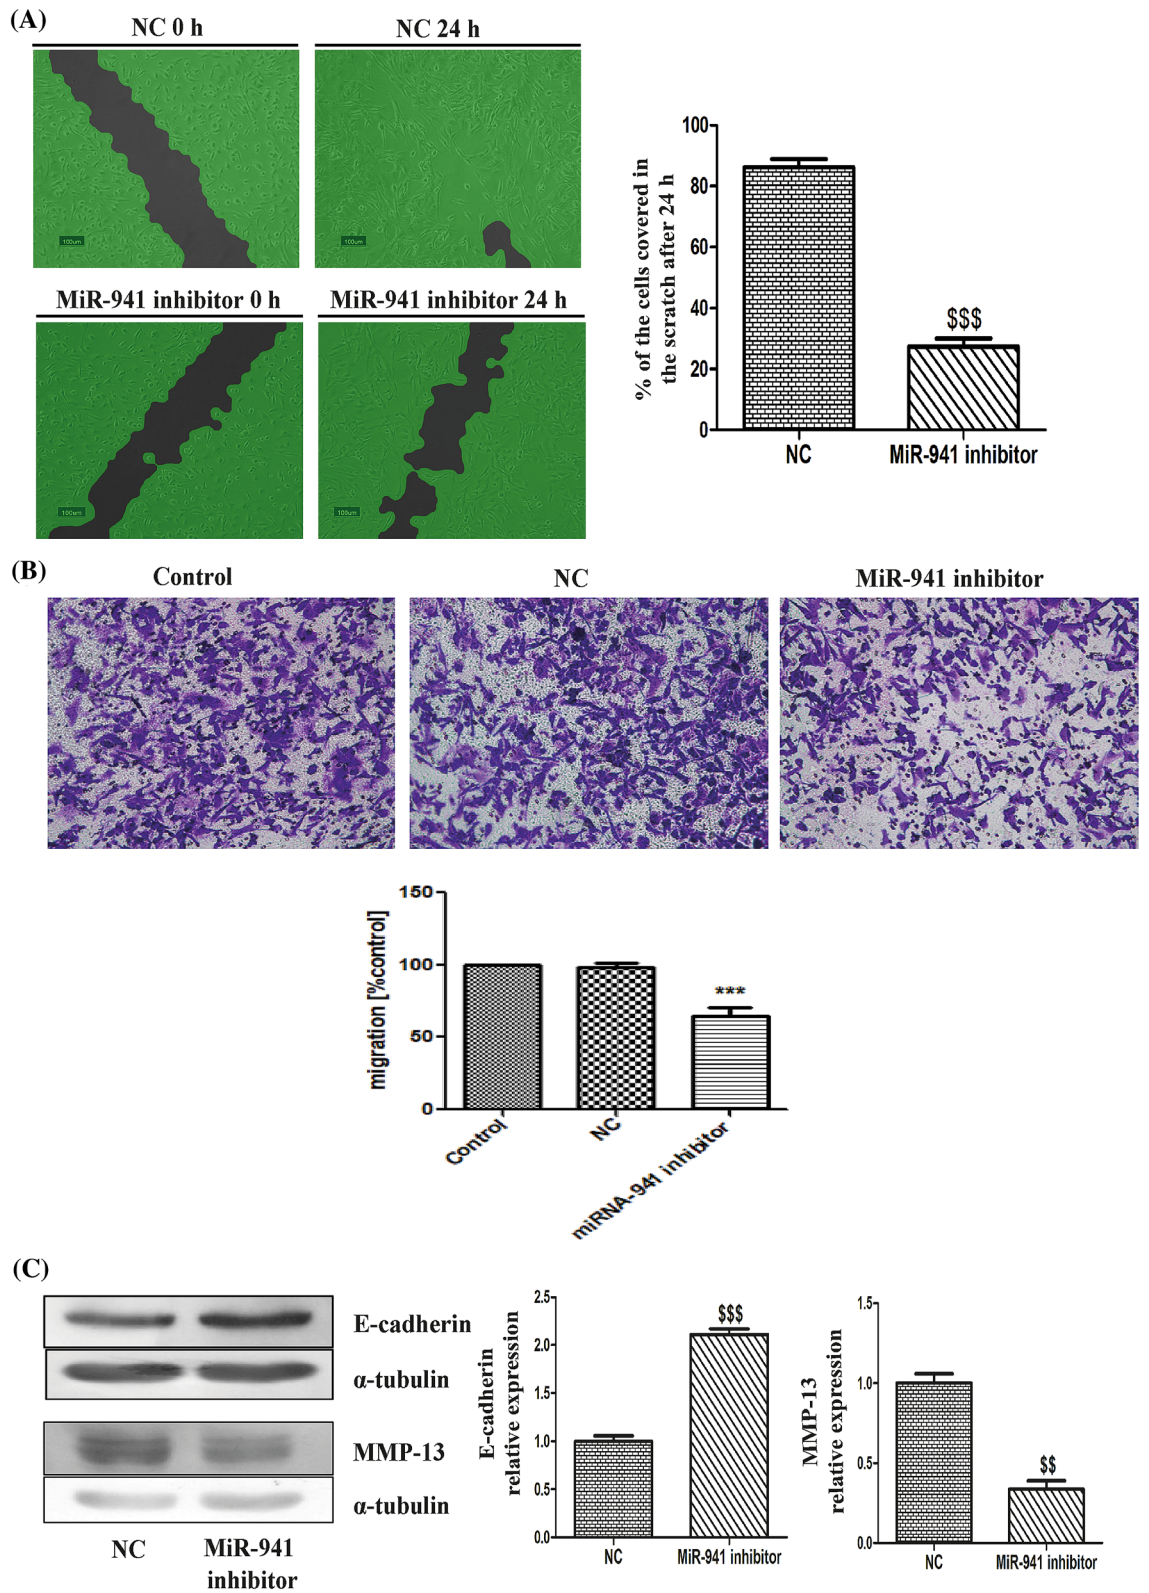 (A)
NC 0 h
NC 24 h
100um
100um
MiR-941 inhibitor 0 h
MiR-941 inhibitor 24 h
100um
100um
% of the cells covered in
the scratch after 24 h
100
80
60
40
20
0
$$$
NC
MiR-941 inhibitor
(B)
Control
NC
MiR-941 inhibitor
migration [%control]
150
100
50
0
***
Control
NC
miRNA-941 inhibitor
(C)
E-cadherin
α-tubulin
MMP-13
α-tubulin
NC
MiR-941
inhibitor
E-cadherin
relative expression
2.5
2.0
1.5
1.0
0.5
0.0
$$$
NC
MiR-941 inhibitor
MMP-13
relative expression
1.5
1.0
0.5
0.0
$$
NC
MiR-941 inhibitor